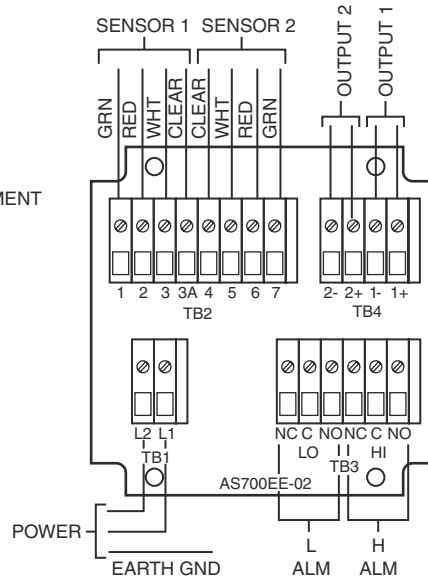 SENSOR 1 SENSOR 2
OUTPUT 2
OUTPUT 1
GRN
RED
WHT
CLEAR
CLEAR
WHT
RED
GRN
MENT
1 2 3 3A 4 5 6 7
TB2
2- 2+ 1- 1+
TB4
L2 L1
TB1
NC C NO NC C NO
LO HI
TB3
AS700EE-02
POWER
EARTH GND
L H
ALM ALM